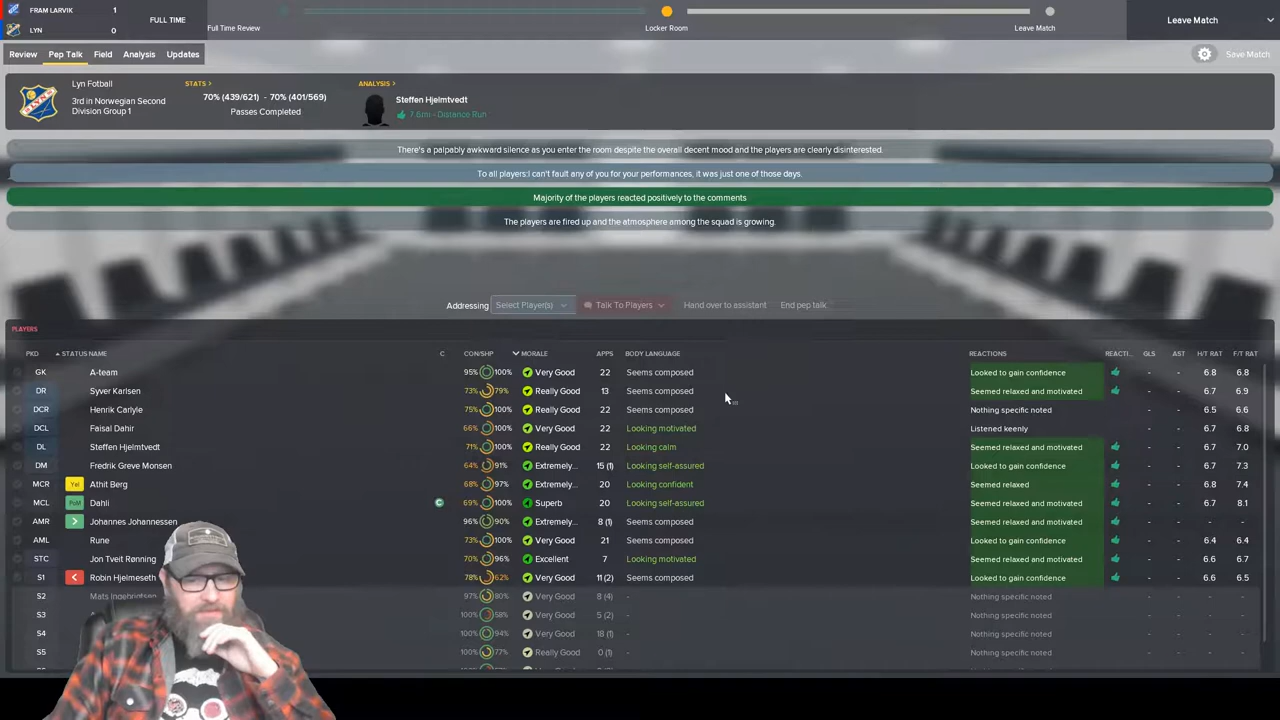 FRAM LARVIK 1
LYN 0
FULL TIME
Full Time Review
Locker Room
Leave Match
Leave Match
Review Pep Talk Field Analysis Updates
Save Match
Lyn Fotball
3rd in Norwegian Second
Division Group 1
STATS >
70% (439/621) - 70% (401/569)
Passes Completed
ANALYSIS >
Steffen Hjelmtvedt
7.6mi - Distance Run
There's a palpably awkward silence as you enter the room despite the overall decent mood and the players are clearly disinterested.
To all players:I can't fault any of you for your performances, it was just one of those days.
Majority of the players reacted positively to the comments
The players are fired up and the atmosphere among the squad is growing.
Addressing Select Player(s) Talk To Players Hand over to assistant End pep talk
PLAYERS
PKD STATUS NAME C CON/SHP MORALE APPS BODY LANGUAGE REACTIONS REACTI... GLS AST H/T RAT F/T RAT
GK A-team 95% 100% Very Good 22 Seems composed Looked to gain confidence - - 6.8 6.8
DR Syver Karlsen 73% 79% Really Good 13 Seems composed Seemed relaxed and motivated - - 6.7 6.9
DCR Henrik Carlyle 75% 100% Really Good 22 Seems composed Nothing specific noted - - 6.5 6.6
DCL Faisal Dahir 66% 100% Very Good 22 Looking motivated Listened keenly - - 6.7 6.8
DL Steffen Hjelmtvedt 71% 100% Really Good 22 Looking calm Seemed relaxed and motivated - - 6.7 7.0
DM Fredrik Greve Monsen 64% 91% Extremely... 15 (1) Looking self-assured Looked to gain confidence - - 6.7 7.3
MCR Yel Athit Berg 68% 97% Extremely... 20 Looking confident Seemed relaxed - - 6.8 7.4
MCL PoM Dahli C 69% 100% Superb 20 Looking self-assured Seemed relaxed and motivated - - 6.7 8.1
AMR Johannes Johannessen 96% 90% Extremely... 8 (1) Seems composed Seemed relaxed and motivated - - - -
AML Rune 73% 100% Very Good 21 Seems composed Looked to gain confidence - - 6.4 6.4
STC Jon Tveit Rønning 70% 96% Excellent 7 Looking motivated Seemed relaxed and motivated - - 6.6 6.7
S1 Robin Hjelmeseth 78% 62% Very Good 11 (2) Seems composed Looked to gain confidence - - 6.6 6.5
S2 Mats Ingebrigtsen 97% 80% Very Good 8 (4) - Nothing specific noted - - - -
S3 100% 58% Very Good 5 (2) - Nothing specific noted - - - -
S4 100% 94% Very Good 18 (1) - Nothing specific noted - - - -
S5 100% 77% Really Good 0 (1) - Nothing specific noted - - - -